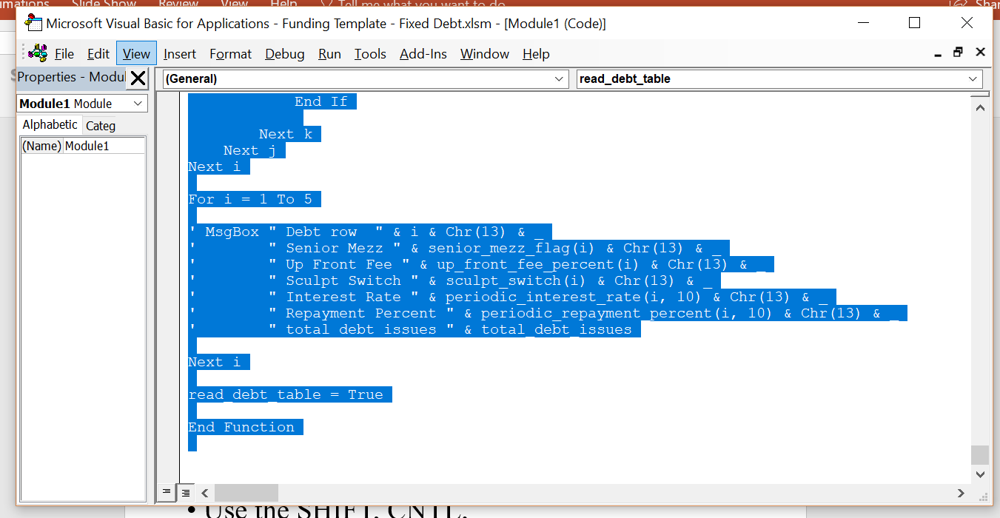 Slide Show Review View Help Tell me what you want to do
Microsoft Visual Basic for Applications - Funding Template - Fixed Debt.xlsm - [Module1 (Code)]
File Edit View Insert Format Debug Run Tools Add-Ins Window Help
Properties - Modu
(General) read_debt_table
Module1 Module
Alphabetic Categ
(Name) Module1
End If
Next k
Next j
Next i
For i = 1 To 5
' MsgBox " Debt row  " & i & Chr(13) & _
'        " Senior Mezz " & senior_mezz_flag(i) & Chr(13) & _
'        " Up Front Fee " & up_front_fee_percent(i) & Chr(13) & _
'        " Sculpt Switch " & sculpt_switch(i) & Chr(13) & _
'        " Interest Rate " & periodic_interest_rate(i, 10) & Chr(13) & _
'        " Repayment Percent " & periodic_repayment_percent(i, 10) & Chr(13) & _
'        " total debt issues " & total_debt_issues
Next i
read_debt_table = True
End Function
• Use the SHIFT, CNTL,